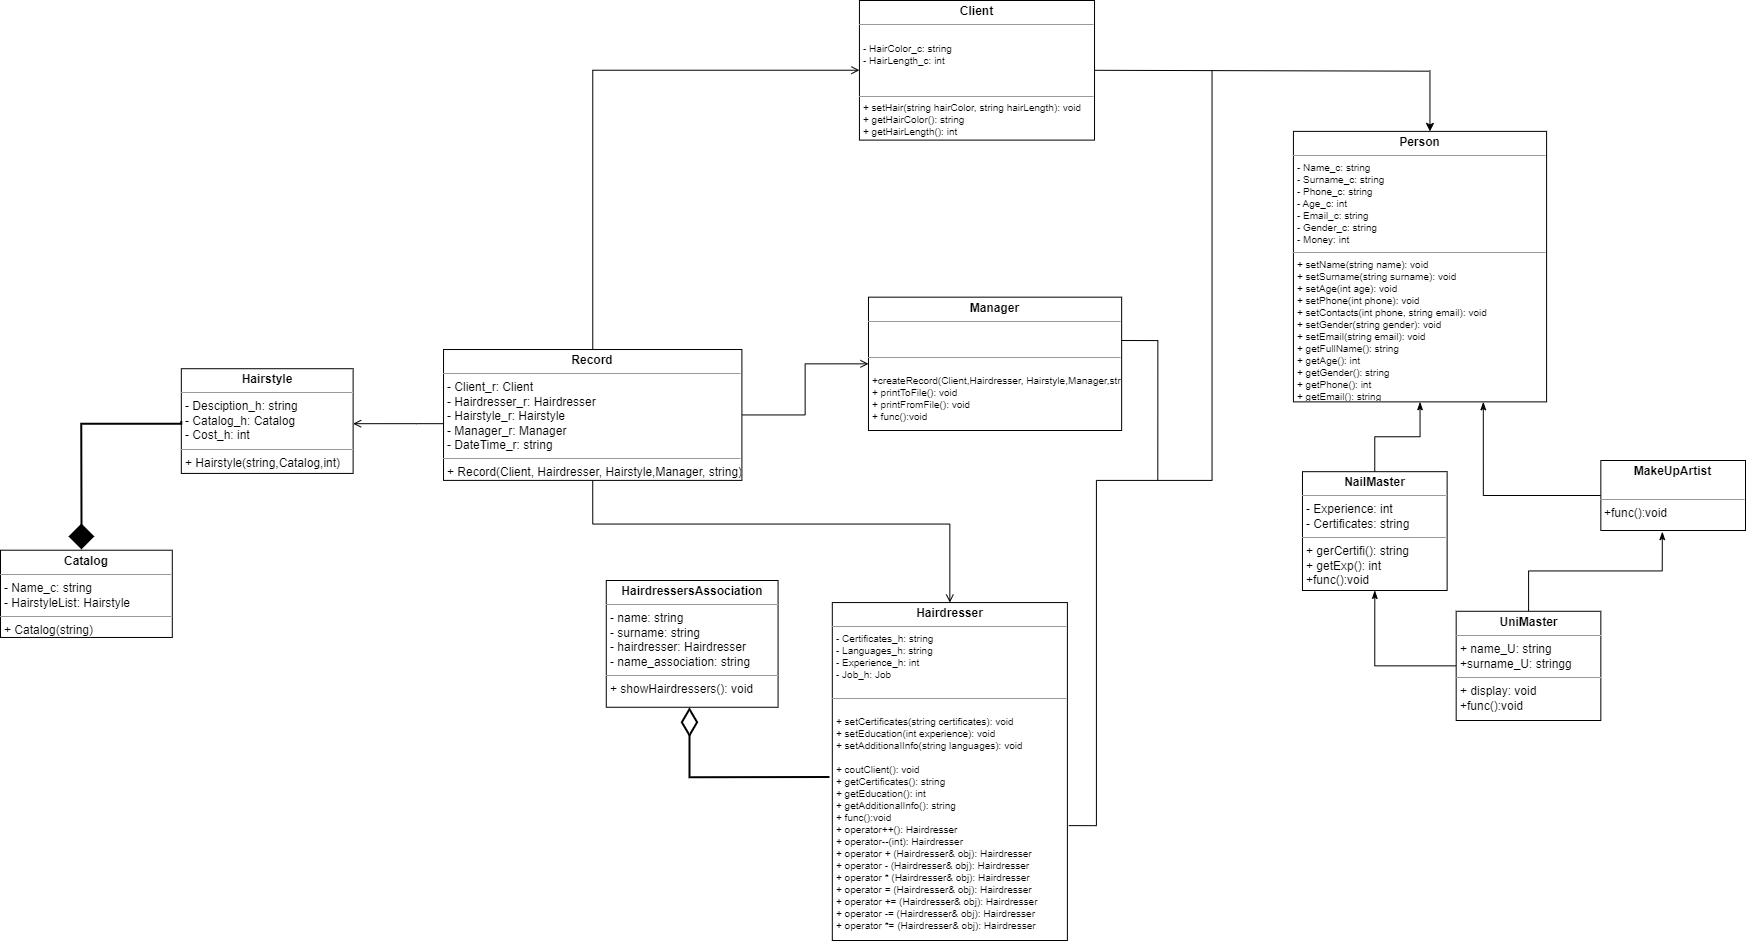 Client
- HairColor_c: string
- HairLength_c: int
+ setHair(string hairColor, string hairLength): void
+ getHairColor(): string
+ getHairLength(): int
Person
- Name_c: string
- Surname_c: string
- Phone_c: string
- Age_c: int
- Email_c: string
- Gender_c: string
- Money: int
+ setName(string name): void
+ setSurname(string surname): void
+ setAge(int age): void
+ setPhone(int phone): void
+ setContacts(int phone, string email): void
+ setGender(string gender): void
+ setEmail(string email): void
+ getFullName(): string
+ getAge(): int
+ getGender(): string
+ getPhone(): int
+ getEmail(): string
Manager
+createRecord(Client,Hairdresser, Hairstyle,Manager,str
+ printToFile(): void
+ printFromFile(): void
+ func():void
Record
- Client_r: Client
- Hairdresser_r: Hairdresser
- Hairstyle_r: Hairstyle
- Manager_r: Manager
- DateTime_r: string
+ Record(Client, Hairdresser, Hairstyle,Manager, string)
Hairstyle
- Desciption_h: string
- Catalog_h: Catalog
- Cost_h: int
+ Hairstyle(string,Catalog,int)
Catalog
- Name_c: string
- HairstyleList: Hairstyle
+ Catalog(string)
HairdressersAssociation
- name: string
- surname: string
- hairdresser: Hairdresser
- name_association: string
+ showHairdressers(): void
Hairdresser
- Certificates_h: string
- Languages_h: string
- Experience_h: int
- Job_h: Job
+ setCertificates(string certificates): void
+ setEducation(int experience): void
+ setAdditionalInfo(string languages): void
+ coutClient(): void
+ getCertificates(): string
+ getEducation(): int
+ getAdditionalInfo(): string
+ func():void
+ operator++(): Hairdresser
+ operator--(int): Hairdresser
+ operator + (Hairdresser& obj): Hairdresser
+ operator - (Hairdresser& obj): Hairdresser
+ operator * (Hairdresser& obj): Hairdresser
+ operator = (Hairdresser& obj): Hairdresser
+ operator += (Hairdresser& obj): Hairdresser
+ operator -= (Hairdresser& obj): Hairdresser
+ operator *= (Hairdresser& obj): Hairdresser
NailMaster
- Experience: int
- Certificates: string
+ gerCertifi(): string
+ getExp(): int
+func():void
MakeUpArtist
+func():void
UniMaster
+ name_U: string
+surname_U: stringg
+ display: void
+func():void